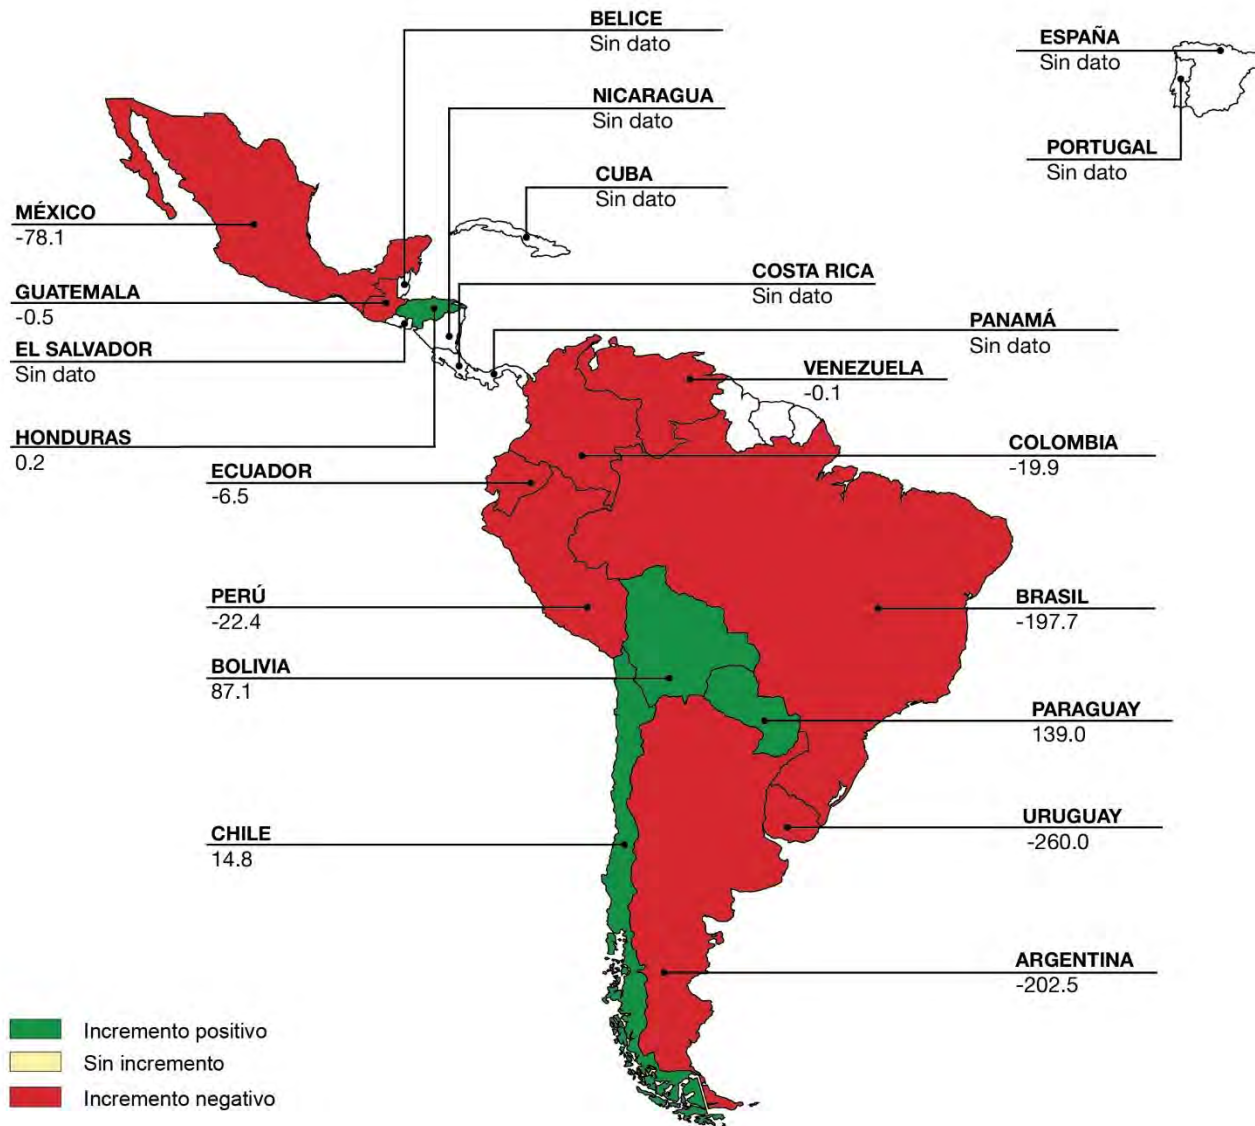 BELICE
Sin dato
ESPAÑA
Sin dato
NICARAGUA
Sin dato
PORTUGAL
Sin dato
CUBA
Sin dato
MÉXICO
-78.1
COSTA RICA
Sin dato
GUATEMALA
-0.5
PANAMÁ
Sin dato
EL SALVADOR
Sin dato
VENEZUELA
-0.1
HONDURAS
0.2
COLOMBIA
-19.9
ECUADOR
-6.5
PERÚ
-22.4
BRASIL
-197.7
BOLIVIA
87.1
PARAGUAY
139.0
CHILE
14.8
URUGUAY
-260.0
ARGENTINA
-202.5
Incremento positivo
Sin incremento
Incremento negativo